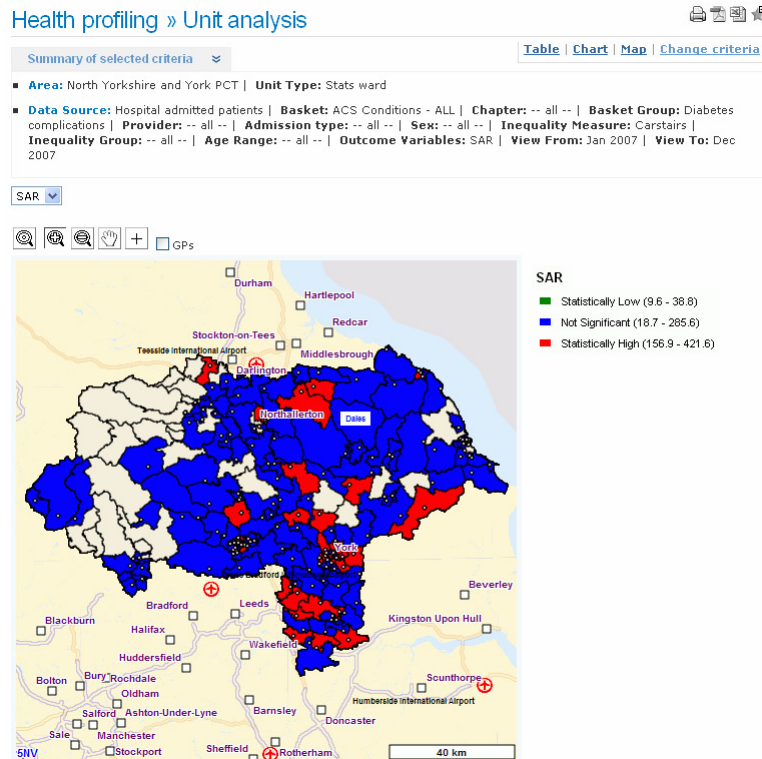 Health profiling » Unit analysis
Summary of selected criteria
Table | Chart | Map | Change criteria
Area: North Yorkshire and York PCT | Unit Type: Stats ward
Data Source: Hospital admitted patients | Basket: ACS Conditions - ALL | Chapter: -- all -- | Basket Group: Diabetes
complications | Provider: -- all -- | Admission type: -- all -- | Sex: -- all -- | Inequality Measure: Carstairs |
Inequality Group: -- all -- | Age Range: -- all -- | Outcome Variables: SAR | View From: Jan 2007 | View To: Dec
2007
SAR
GPs
SAR
Statistically Low (9.6 - 38.8)
Not Significant (18.7 - 285.6)
Statistically High (156.9 - 421.6)
Durham
Hartlepool
Redcar
Stockton-on-Tees
Teesside International Airport
Middlesbrough
Darlington
Northallerton
Dales
York
Bradford
Beverley
Bradford
Leeds
Blackburn
Kingston Upon Hull
Halifax
Wakefield
Huddersfield
Bolton
Bury
Rochdale
Scunthorpe
Oldham
Humberside International Airport
Salford
Ashton-Under-Lyne
Barnsley
Doncaster
Sale
Manchester
5NV
Stockport
Sheffield
Rotherham
40 km